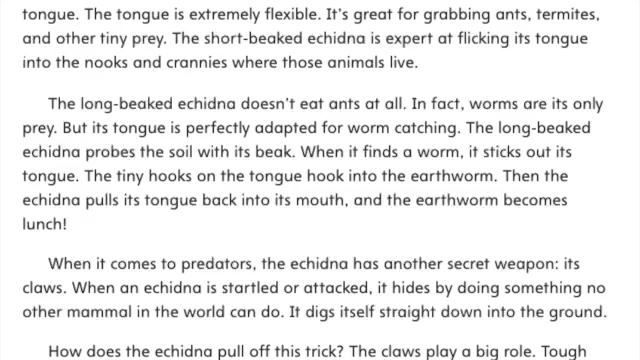 tongue. The tongue is extremely flexible. It's great for grabbing ants, termites,
and other tiny prey. The short-beaked echidna is expert at flicking its tongue
into the nooks and crannies where those animals live.
The long-beaked echidna doesn't eat ants at all. In fact, worms are its only
prey. But its tongue is perfectly adapted for worm catching. The long-beaked
echidna probes the soil with its beak. When it finds a worm, it sticks out its
tongue. The tiny hooks on the tongue hook into the earthworm. Then the
echidna pulls its tongue back into its mouth, and the earthworm becomes
lunch!
When it comes to predators, the echidna has another secret weapon: its
claws. When an echidna is startled or attacked, it hides by doing something no
other mammal in the world can do. It digs itself straight down into the ground.
How does the echidna pull off this trick? The claws play a big role. Tough